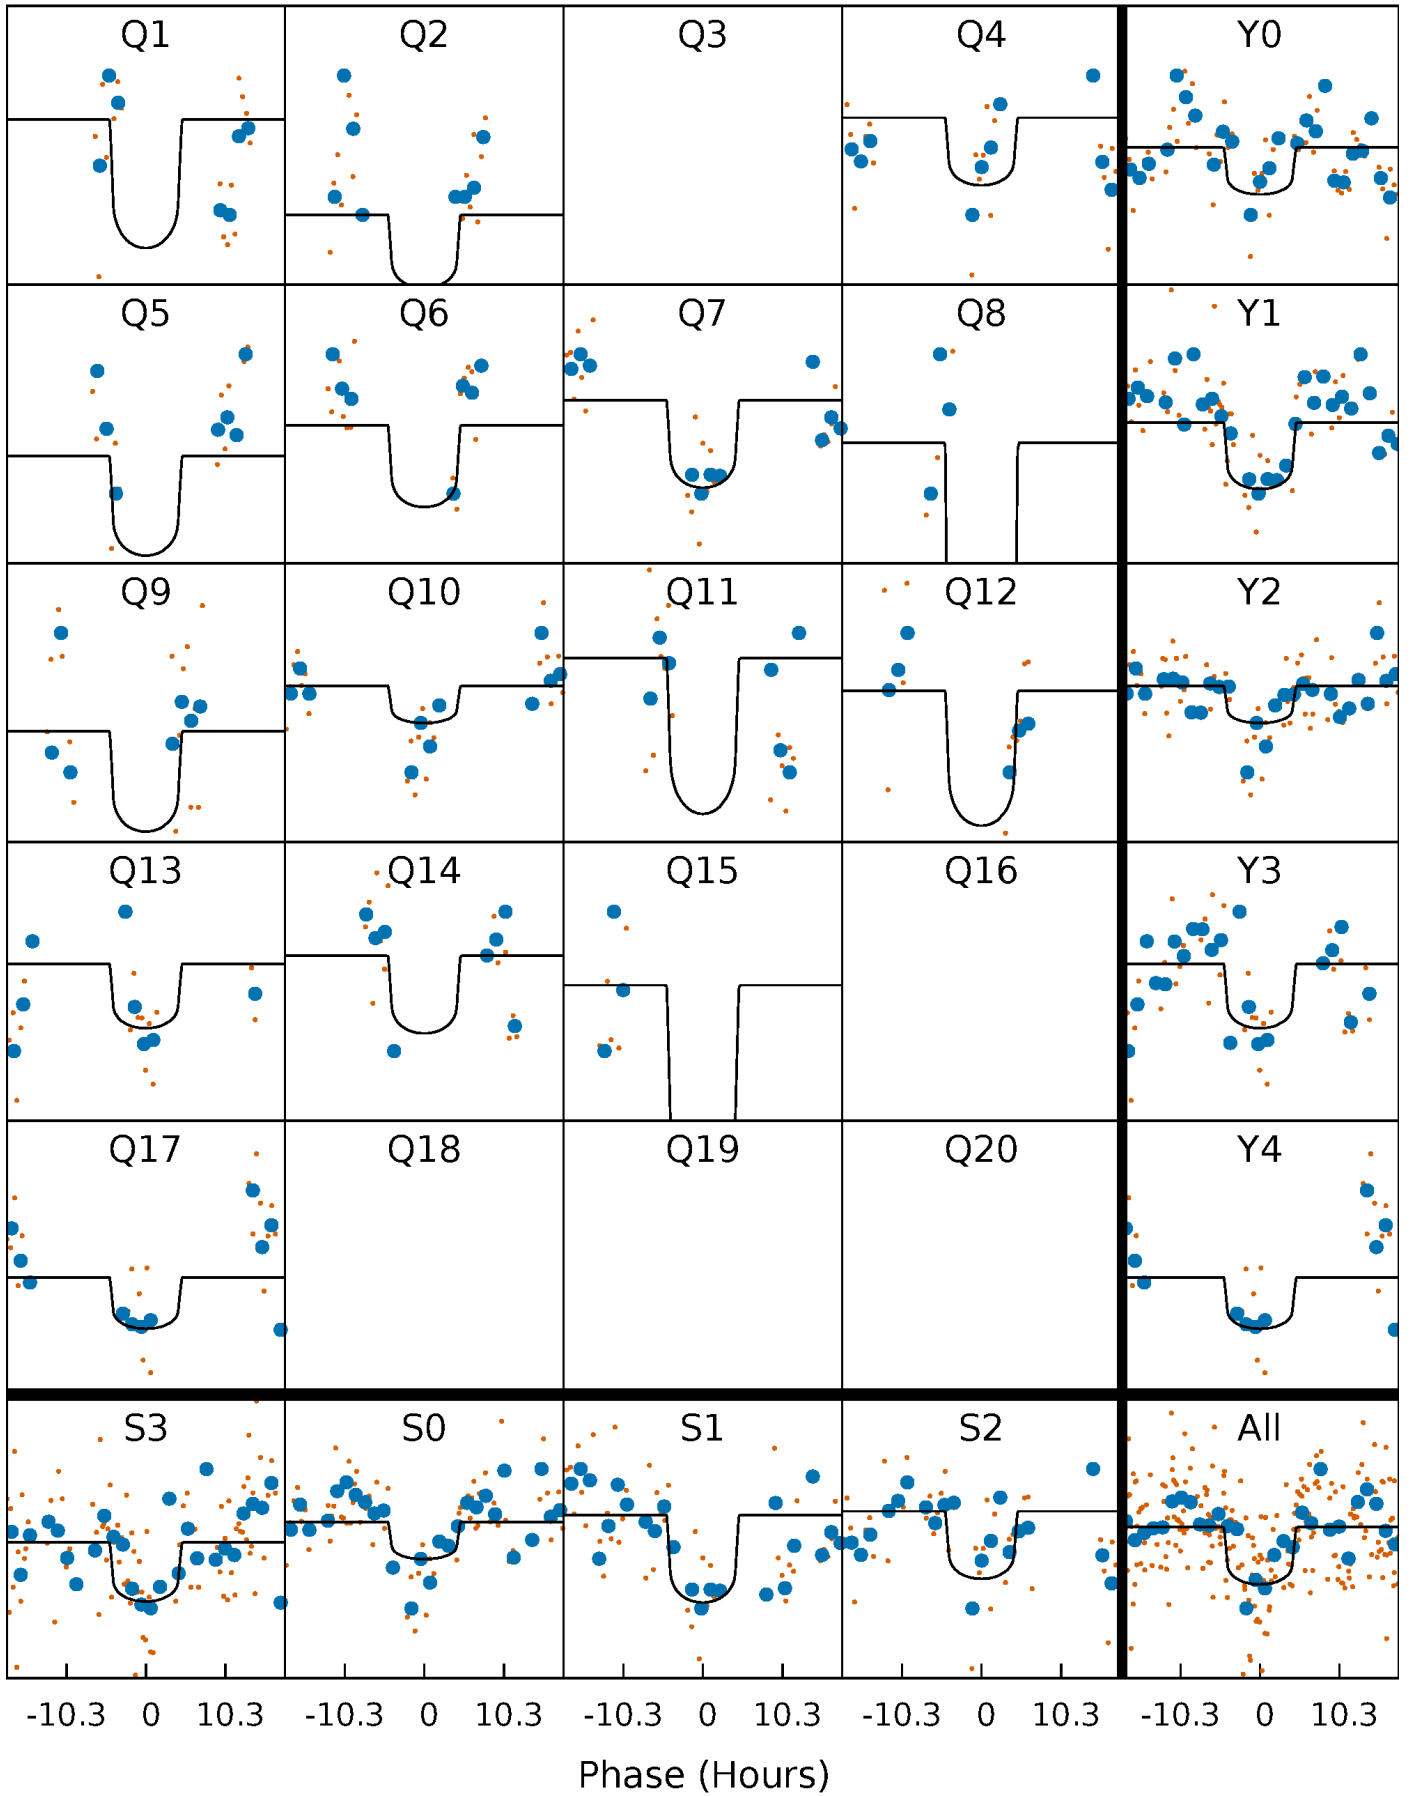 Q1 Q2 Q3 Q4 Y0
Q5 Q6 Q7 Q8 Y1
Q9 Q10 Q11 Q12 Y2
Q13 Q14 Q15 Q16 Y3
Q17 Q18 Q19 Q20 Y4
S3 S0 S1 S2 All
-10.3 0 10.3 -10.3 0 10.3 -10.3 0 10.3 -10.3 0 10.3 -10.3 0 10.3
Phase (Hours)